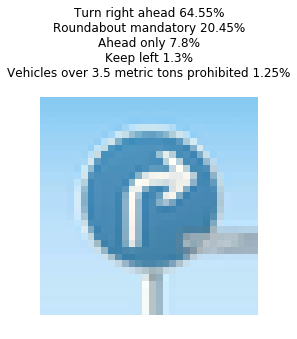 Turn right ahead 64.55%
Roundabout mandatory 20.45%
Ahead only 7.8%
Keep left 1.3%
Vehicles over 3.5 metric tons prohibited 1.25%